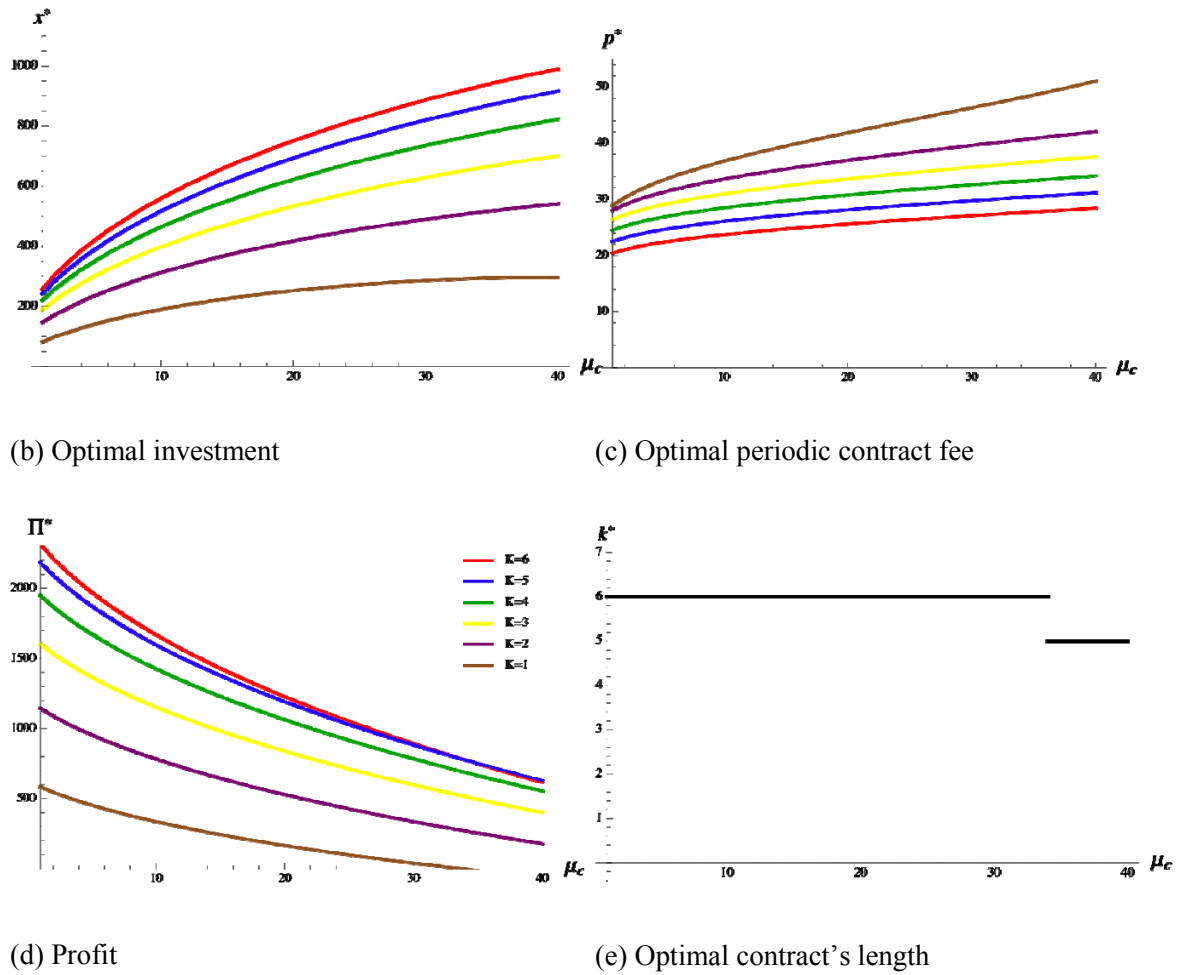 x*
1000
800
600
400
200
10 20 30 40 μc
(b) Optimal investment
p*
50
40
30
20
10
10 20 30 40 μc
(c) Optimal periodic contract fee
Π*
2000
1500
1000
500
10 20 30 40 μc
K=6
K=5
K=4
K=3
K=2
K=1
(d) Profit
k*
7
6
5
4
3
2
1
10 20 30 40 μc
(e) Optimal contract’s length